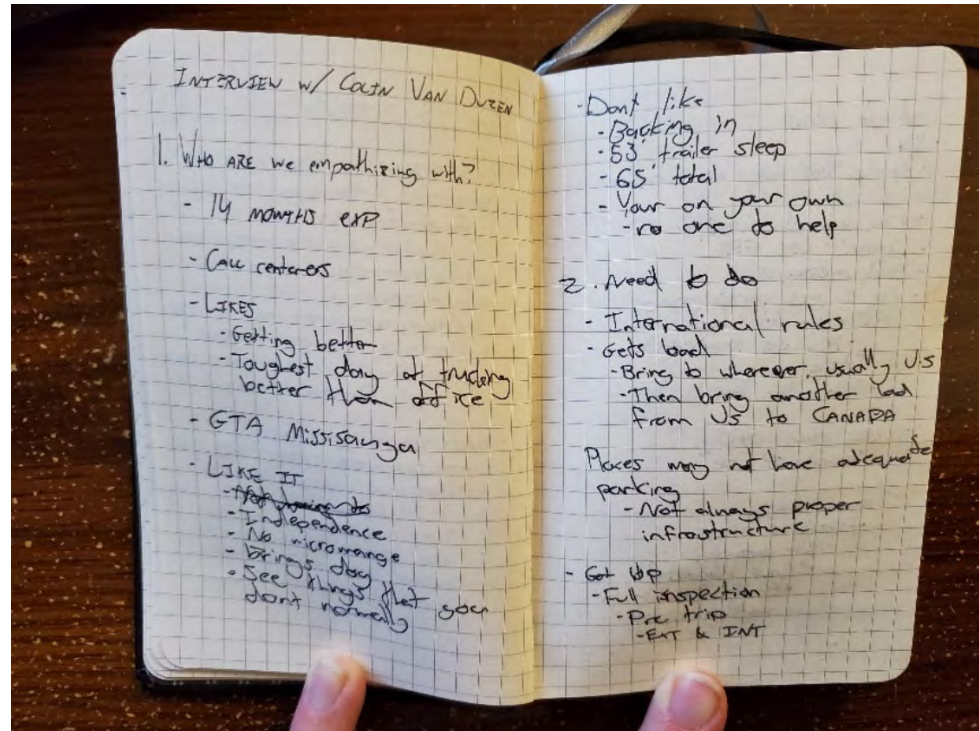 INTERVIEW W/ COLIN VAN DUZEN
1. WHO ARE we empathizing with?
- 14 MONTHS EXP
- CALL centerers
- LIKES
- Getting better
- Toughest day at trucking
better than office
- GTA Missisauga
- LIKE IT
- Independence
- No micromange
- brings dog
- See things that you
dont normaly
- Dont like
- Backing in
- 53' trailer sleep
- 65' total
- Your on your own
- no one to help
2. Need to do
- International rules
- Gets load
- Bring to wherever, usually US
- Then bring another load
from US to CANADA
Places may not have adequate
parking
- Not always proper
infrastructure
- Get up
- Full inspection
- Pre trip
- EXT & INT